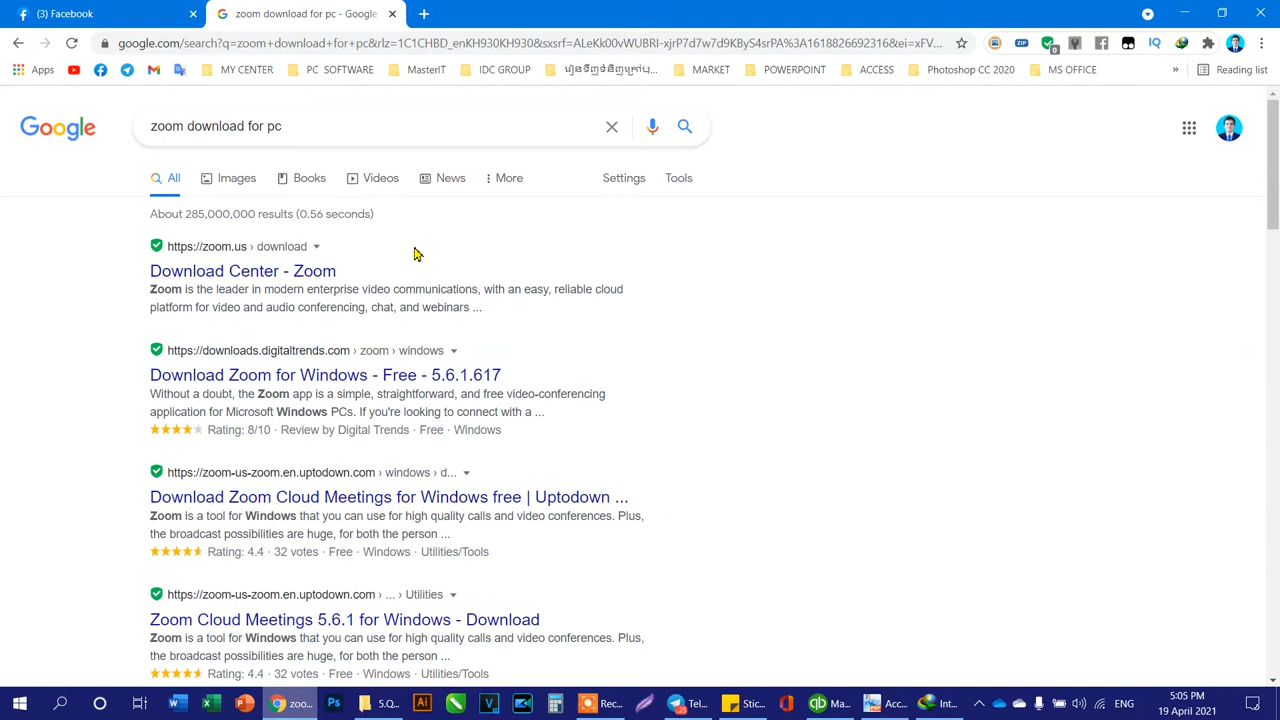 (3) Facebook
zoom download for pc - Google
google.com/search?q=zoom+download+for+pc&rlz=1C1CHBD_enKH930KH930&sxsrf=ALeKk00vWUBRI-xjrP7d7w7d9KByS4srPA%3A1618826692316&ei=xFV...
Apps
MY CENTER
PC SOFTWARE
MasterIT
IDC GROUP
MARKET
POWERPOINT
ACCESS
Photoshop CC 2020
MS OFFICE
»
Reading list
Google
zoom download for pc
All
Images
Books
Videos
News
More
Settings
Tools
About 285,000,000 results (0.56 seconds)
https://zoom.us › download
Download Center - Zoom
Zoom is the leader in modern enterprise video communications, with an easy, reliable cloud
platform for video and audio conferencing, chat, and webinars ...
https://downloads.digitaltrends.com › zoom › windows
Download Zoom for Windows - Free - 5.6.1.617
Without a doubt, the Zoom app is a simple, straightforward, and free video-conferencing
application for Microsoft Windows PCs. If you're looking to connect with a ...
Rating: 8/10 · Review by Digital Trends · Free · Windows
https://zoom-us-zoom.en.uptodown.com › windows › d...
Download Zoom Cloud Meetings for Windows free | Uptodown ...
Zoom is a tool for Windows that you can use for high quality calls and video conferences. Plus,
the broadcast possibilities are huge, for both the person ...
Rating: 4.4 · 32 votes · Free · Windows · Utilities/Tools
https://zoom-us-zoom.en.uptodown.com › ... › Utilities
Zoom Cloud Meetings 5.6.1 for Windows - Download
Zoom is a tool for Windows that you can use for high quality calls and video conferences. Plus,
the broadcast possibilities are huge, for both the person ...
Rating: 4.4 · 32 votes · Free · Windows · Utilities/Tools
zoo...
5.Q...
Rec...
Tel...
Stic...
Ma...
Acc...
Int...
ENG
5:05 PM
19 April 2021